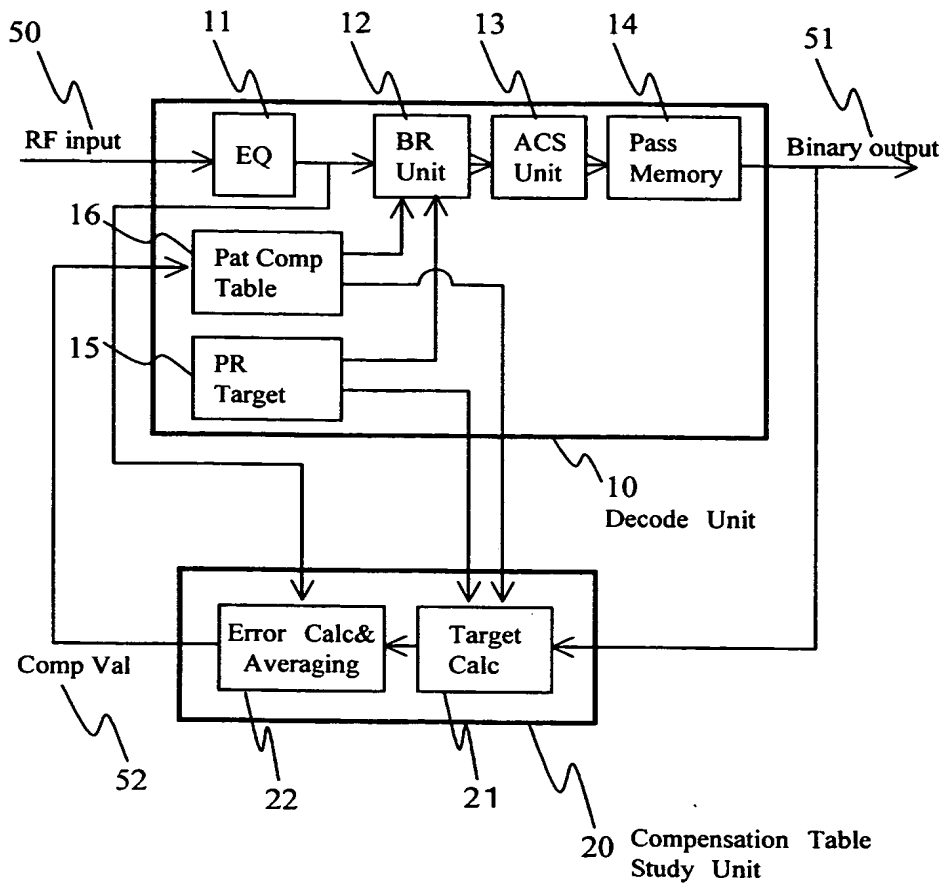 50
11
12
13
14
51
RF input
EQ
BR
Unit
ACS
Unit
Pass
Memory
Binary output
16
Pat Comp
Table
15
PR
Target
10
Decode Unit
Error Calc&
Averaging
Target
Calc
Comp Val
52
22
21
20
Compensation Table
Study Unit